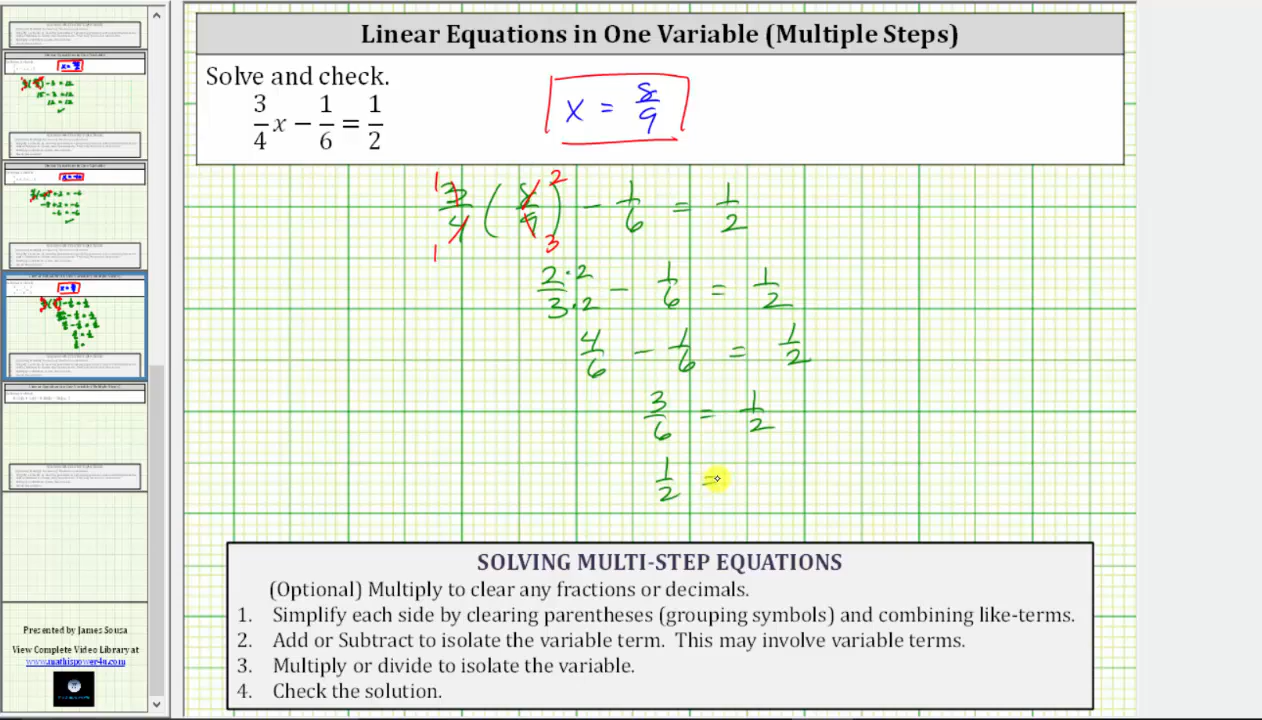 Linear Equations in One Variable (Multiple Steps)
Solve and check.
3/4 x − 1/6 = 1/2
x = 8/9
3/4 ( 8/9 ) − 1/6 = 1/2
1 2
1 3
2·2/3·2 − 1/6 = 1/2
4/6 − 1/6 = 1/2
3/6 = 1/2
1/2 =
SOLVING MULTI-STEP EQUATIONS
(Optional) Multiply to clear any fractions or decimals.
1. Simplify each side by clearing parentheses (grouping symbols) and combining like-terms.
2. Add or Subtract to isolate the variable term. This may involve variable terms.
3. Multiply or divide to isolate the variable.
4. Check the solution.
Presented by James Sousa
View Complete Video Library at
www.mathispower4u.com